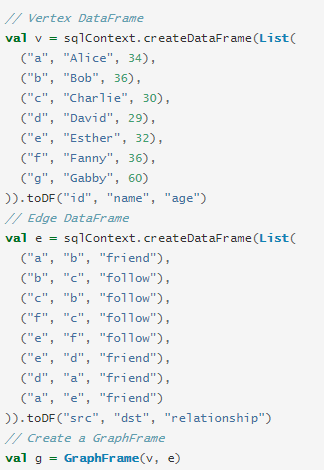 // Vertex DataFrame
val v = sqlContext.createDataFrame(List(
  ("a", "Alice", 34),
  ("b", "Bob", 36),
  ("c", "Charlie", 30),
  ("d", "David", 29),
  ("e", "Esther", 32),
  ("f", "Fanny", 36),
  ("g", "Gabby", 60)
)).toDF("id", "name", "age")
// Edge DataFrame
val e = sqlContext.createDataFrame(List(
  ("a", "b", "friend"),
  ("b", "c", "follow"),
  ("c", "b", "follow"),
  ("f", "c", "follow"),
  ("e", "f", "follow"),
  ("e", "d", "friend"),
  ("d", "a", "friend"),
  ("a", "e", "friend")
)).toDF("src", "dst", "relationship")
// Create a GraphFrame
val g = GraphFrame(v, e)